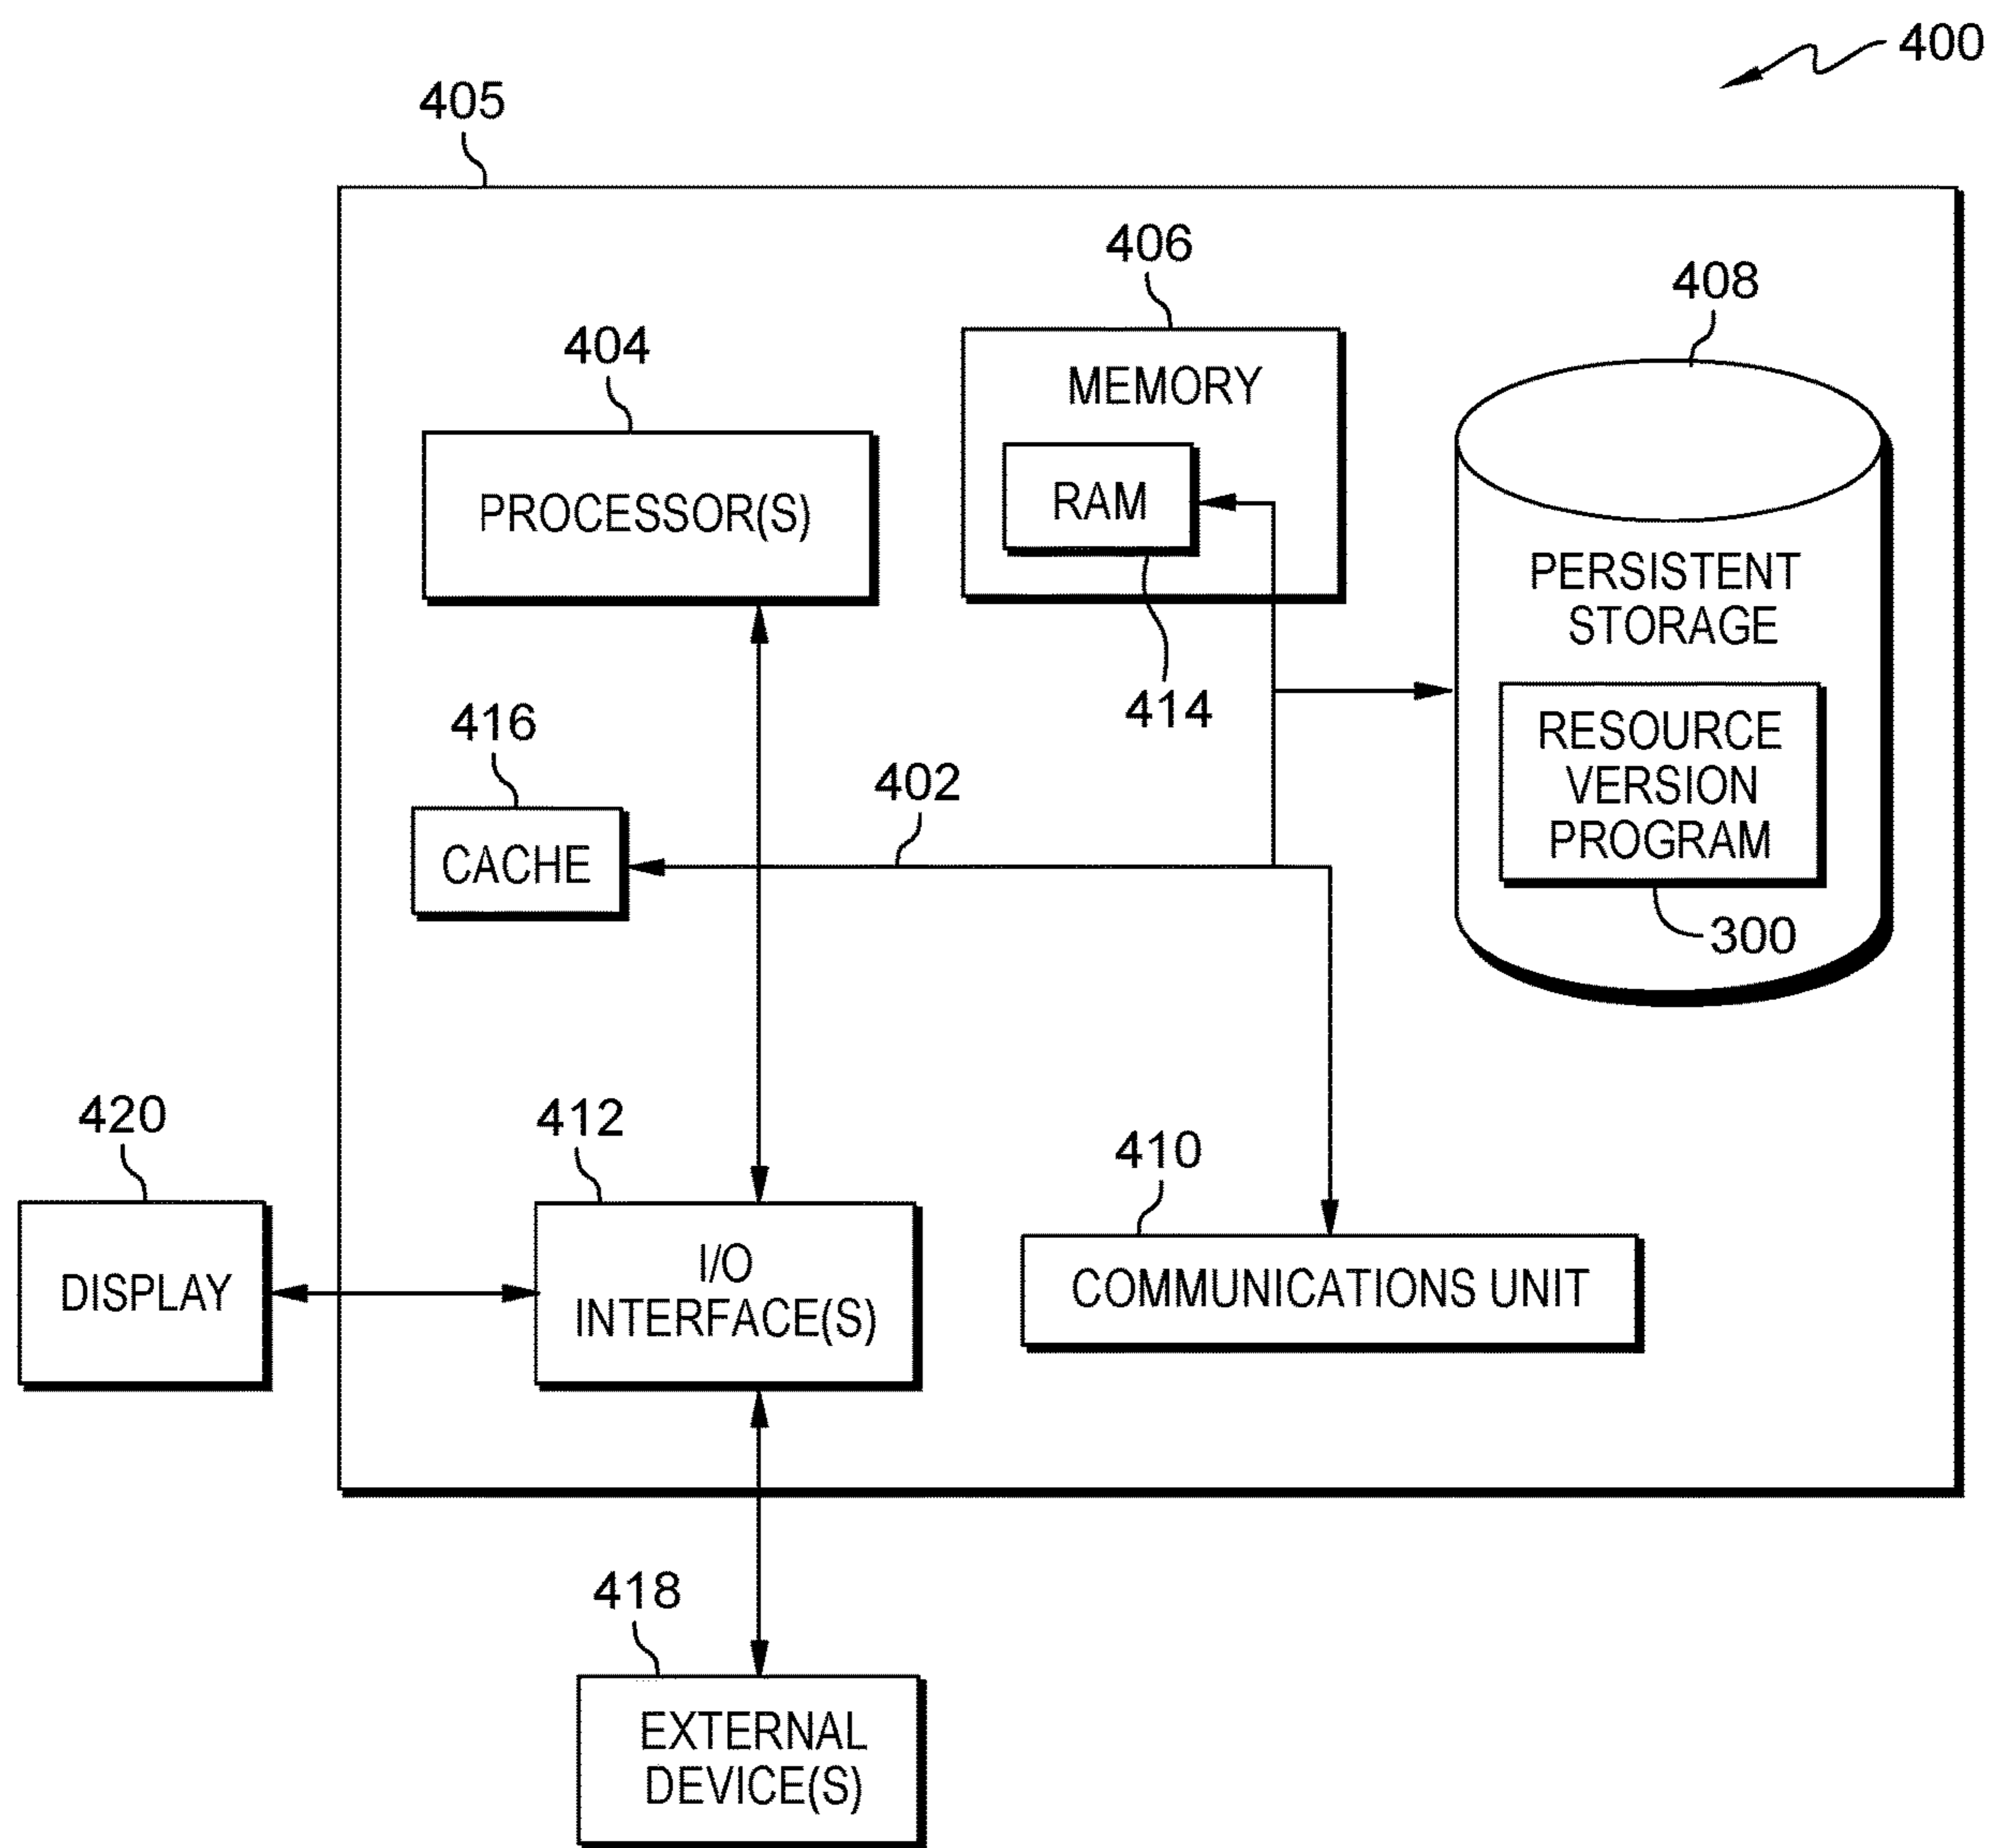 400
405
406
408
404
MEMORY
PROCESSOR(S)
RAM
PERSISTENT
STORAGE
414
416
RESOURCE
VERSION
PROGRAM
402
CACHE
300
420
412
410
DISPLAY
I/O
INTERFACE(S)
COMMUNICATIONS UNIT
418
EXTERNAL
DEVICE(S)